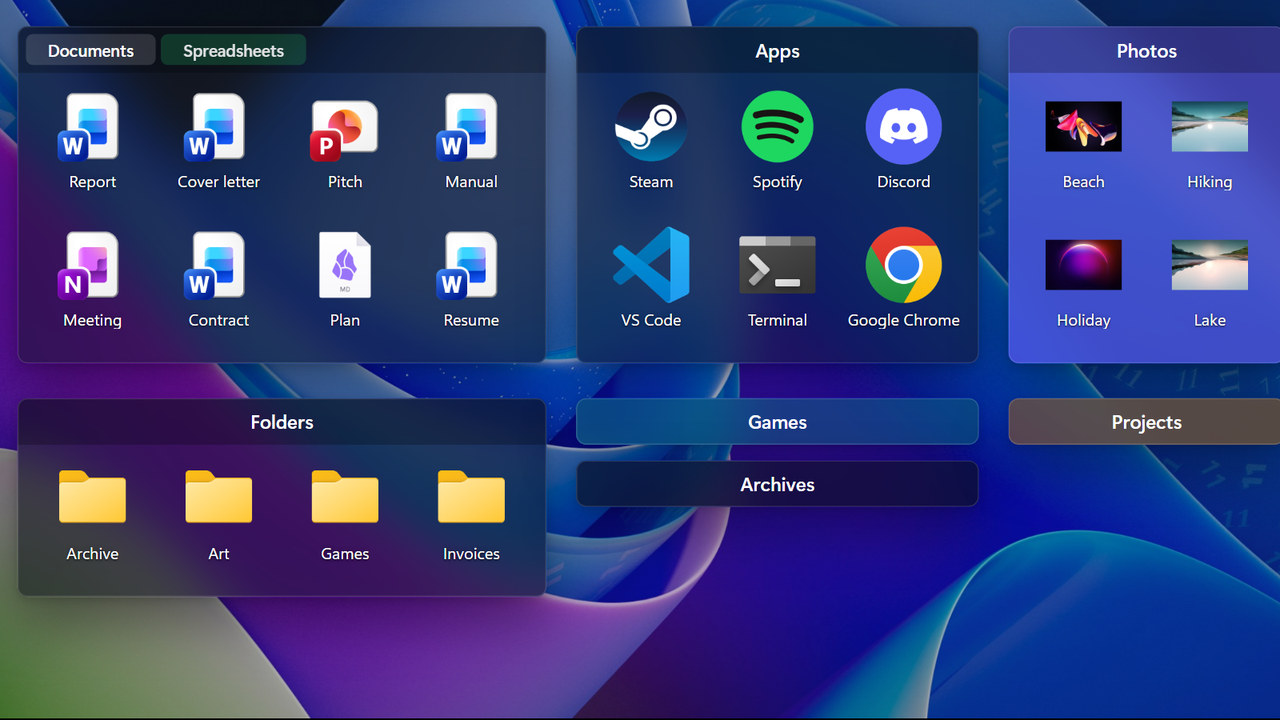 Documents Spreadsheets
Apps
Photos
W W P W
Report Cover letter Pitch Manual
Steam Spotify Discord
Beach Hiking
N W MD W
Meeting Contract Plan Resume
VS Code Terminal Google Chrome
Holiday Lake
Folders
Games
Projects
Archives
Archive Art Games Invoices